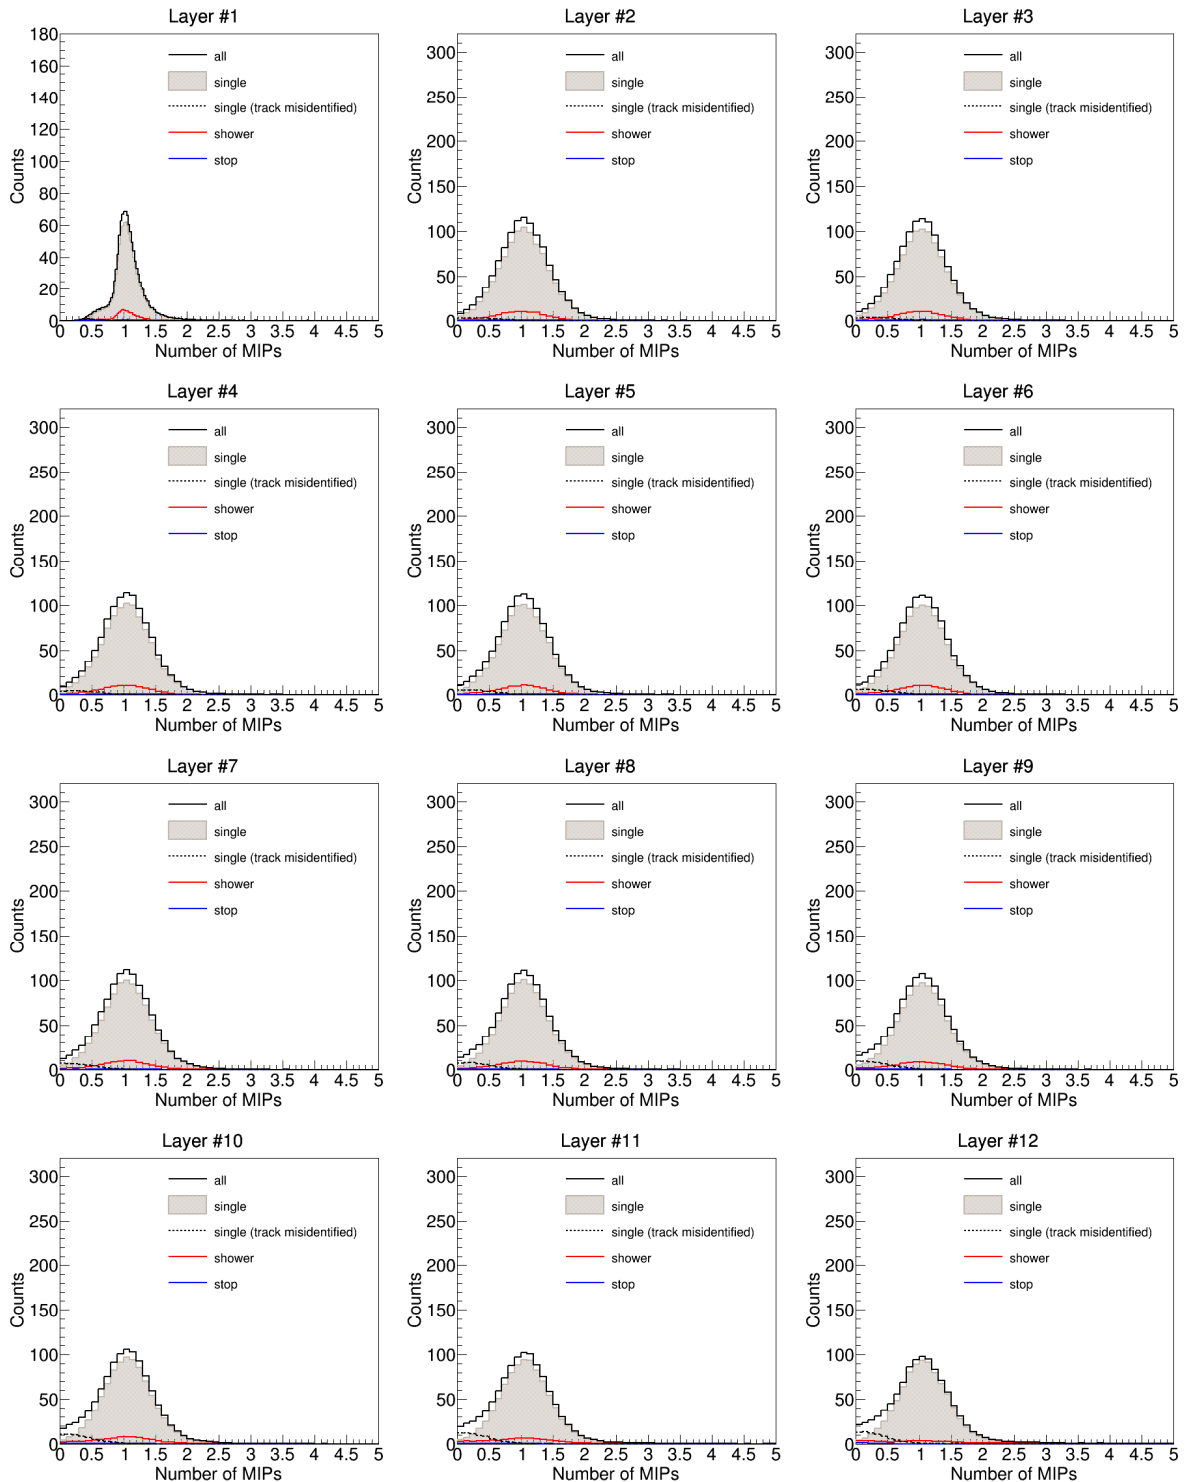 Layer #1
180
160
140
120
100
80
60
40
20
0
Counts
all
single
single (track misidentified)
shower
stop
0 0.5 1 1.5 2 2.5 3 3.5 4 4.5 5
Number of MIPs
Layer #2
300
250
200
150
100
50
0
Counts
all
single
single (track misidentified)
shower
stop
0 0.5 1 1.5 2 2.5 3 3.5 4 4.5 5
Number of MIPs
Layer #3
300
250
200
150
100
50
0
Counts
all
single
single (track misidentified)
shower
stop
0 0.5 1 1.5 2 2.5 3 3.5 4 4.5 5
Number of MIPs
Layer #4
300
250
200
150
100
50
0
Counts
all
single
single (track misidentified)
shower
stop
0 0.5 1 1.5 2 2.5 3 3.5 4 4.5 5
Number of MIPs
Layer #5
300
250
200
150
100
50
0
Counts
all
single
single (track misidentified)
shower
stop
0 0.5 1 1.5 2 2.5 3 3.5 4 4.5 5
Number of MIPs
Layer #6
300
250
200
150
100
50
0
Counts
all
single
single (track misidentified)
shower
stop
0 0.5 1 1.5 2 2.5 3 3.5 4 4.5 5
Number of MIPs
Layer #7
300
250
200
150
100
50
0
Counts
all
single
single (track misidentified)
shower
stop
0 0.5 1 1.5 2 2.5 3 3.5 4 4.5 5
Number of MIPs
Layer #8
300
250
200
150
100
50
0
Counts
all
single
single (track misidentified)
shower
stop
0 0.5 1 1.5 2 2.5 3 3.5 4 4.5 5
Number of MIPs
Layer #9
300
250
200
150
100
50
0
Counts
all
single
single (track misidentified)
shower
stop
0 0.5 1 1.5 2 2.5 3 3.5 4 4.5 5
Number of MIPs
Layer #10
300
250
200
150
100
50
0
Counts
all
single
single (track misidentified)
shower
stop
0 0.5 1 1.5 2 2.5 3 3.5 4 4.5 5
Number of MIPs
Layer #11
300
250
200
150
100
50
0
Counts
all
single
single (track misidentified)
shower
stop
0 0.5 1 1.5 2 2.5 3 3.5 4 4.5 5
Number of MIPs
Layer #12
300
250
200
150
100
50
0
Counts
all
single
single (track misidentified)
shower
stop
0 0.5 1 1.5 2 2.5 3 3.5 4 4.5 5
Number of MIPs